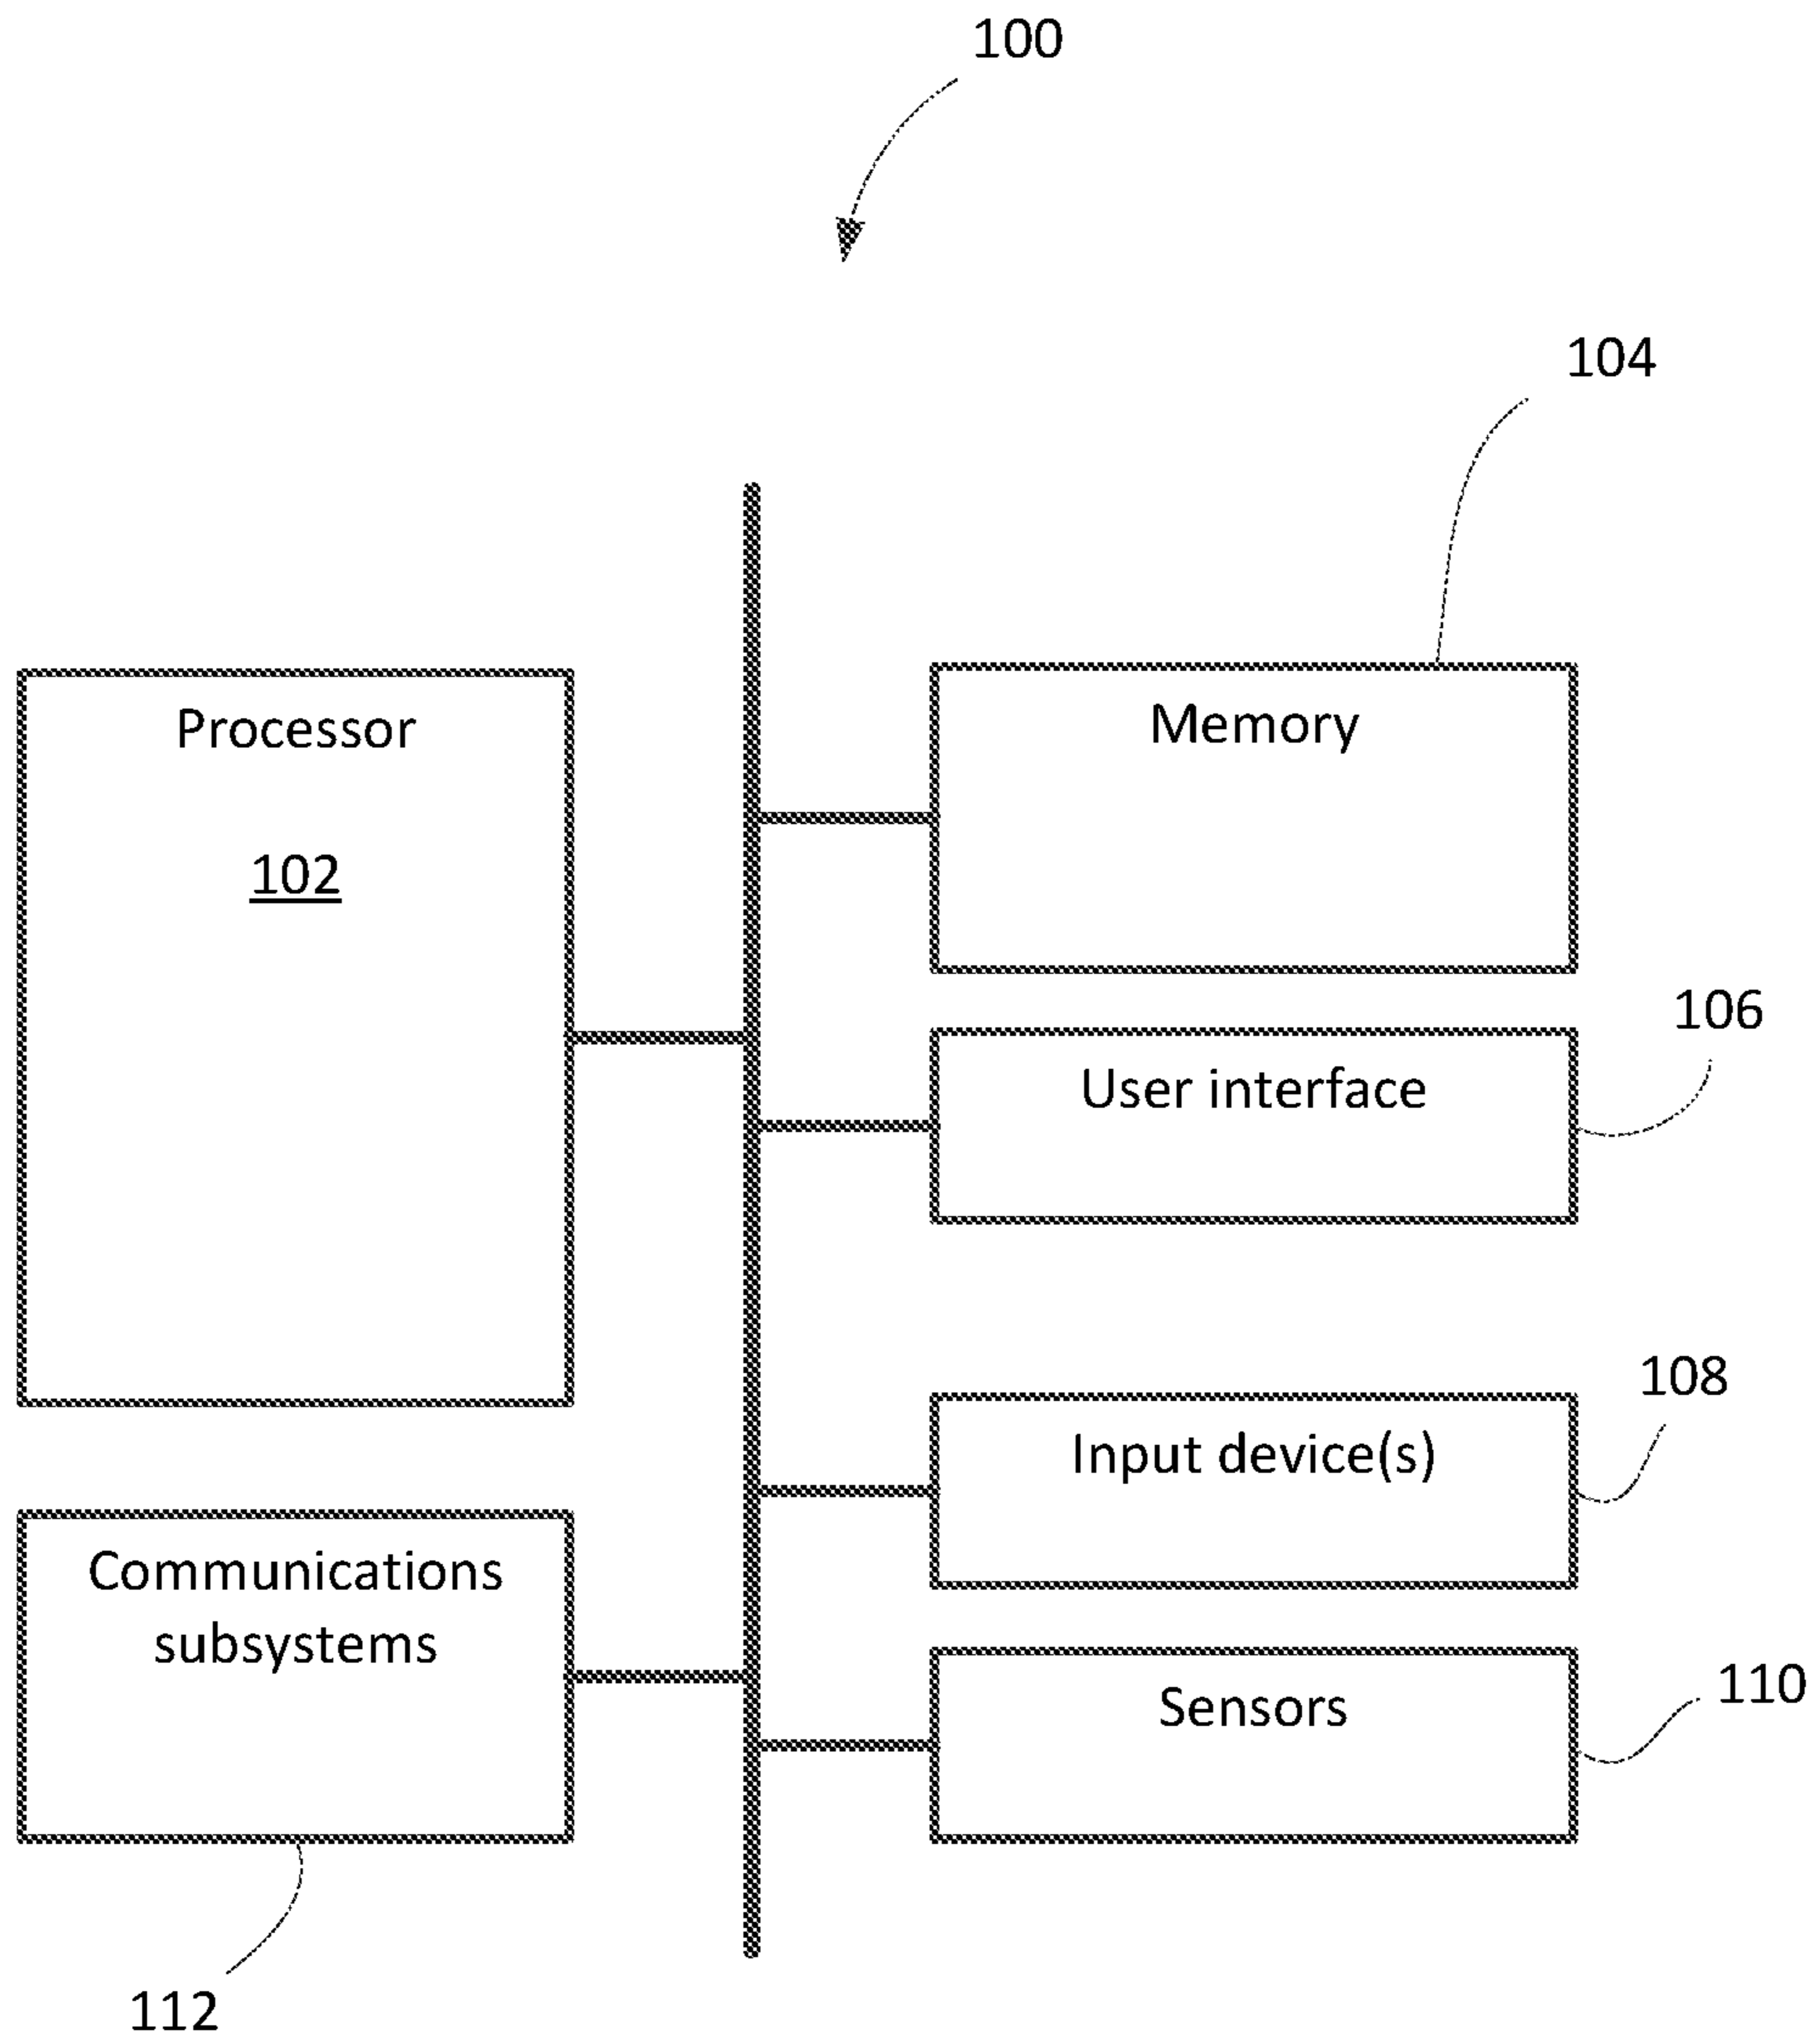 100
104
Processor
102
Memory
106
User interface
108
Input device(s)
Communications
subsystems
110
Sensors
112